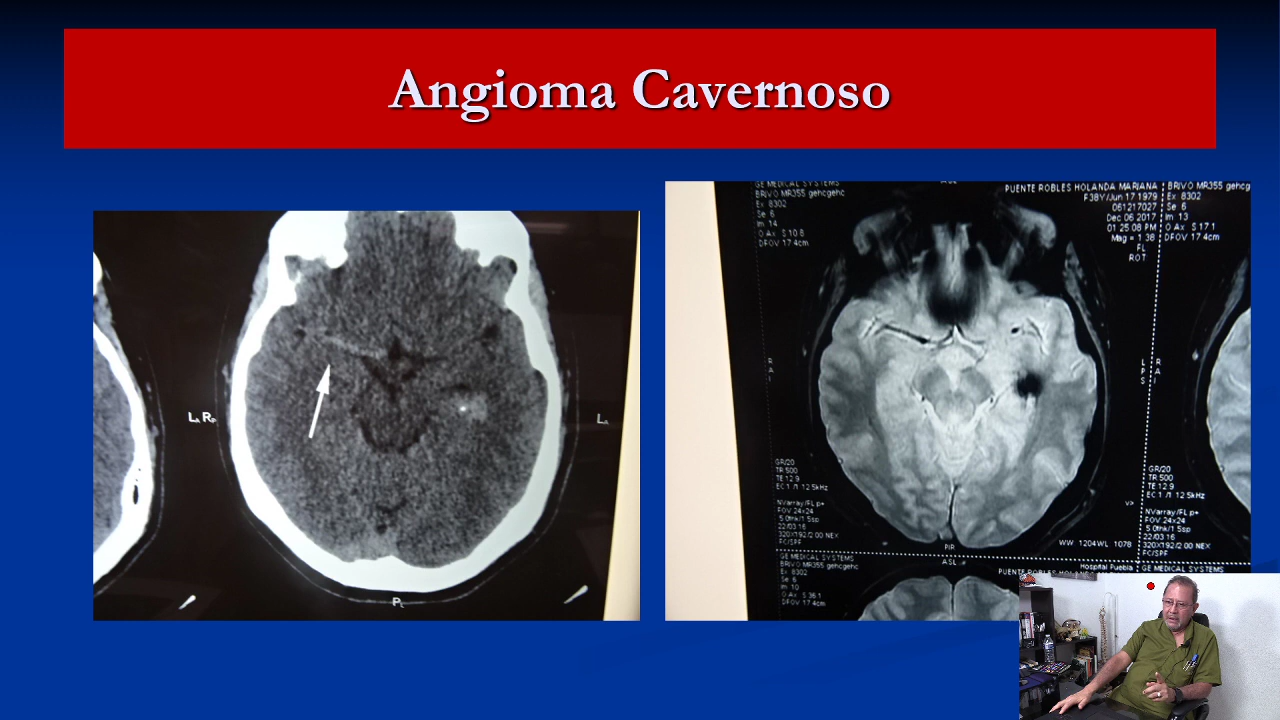 Angioma Cavernoso
GE MEDICAL SYSTEMS
BRIVO MR355 gehcgehc
Ex 8302
Se 6
Im 14
O Ax S 10 8
DFOV 17 4cm
PUENTE ROBLES HOLANDA MARIANA
F38Y/Jun 17 1979
061217027
Dec 06 2017
01 25 08 PM
Mag = 1.38
FL
ROT
BRIVO MR355 gehcg
Ex 8302
Se 6
Im: 13
O Ax S 17 1
DFOV 17 4cm
R
A
I
L
P
S
R
A
I
GR/20
TR 500
TE 12.9
EC 1 /1 12 5kHz
NVarray/FL p+
FOV 24x24
5 0thk/1 5sp
22/03 16
320X192/2.00 NEX
FC/SPF
GR/20
TR:500
TE 12.9
EC 1 /1 12 5kHz
NVarray/FL p+
FOV 24x24
5 0thk/1 5sp
22/03 16
320X192/2.00 NEX
FC/SPF
PIR
WW 1204WL 1078
Hospital Puebla
GE MEDICAL SYSTEMS
GE MEDICAL SYSTEMS
BRIVO MR355 gehcgehc
Ex 8302
Se 6
Im 10
O Ax S 36 1
DFOV 17 4cm
ASL
PUENTE ROBLES